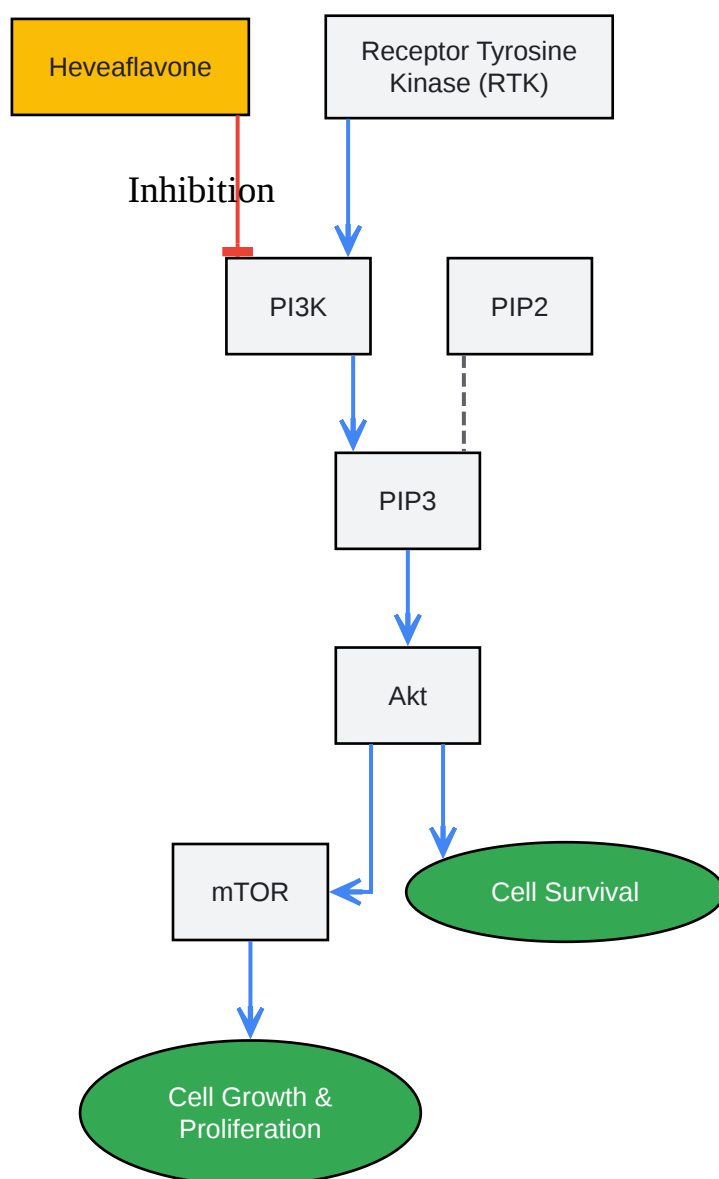 Heveaflavone
Receptor Tyrosine
Kinase (RTK)
Inhibition
PI3K
PIP2
PIP3
Akt
mTOR
Cell Survival
Cell Growth &
Proliferation